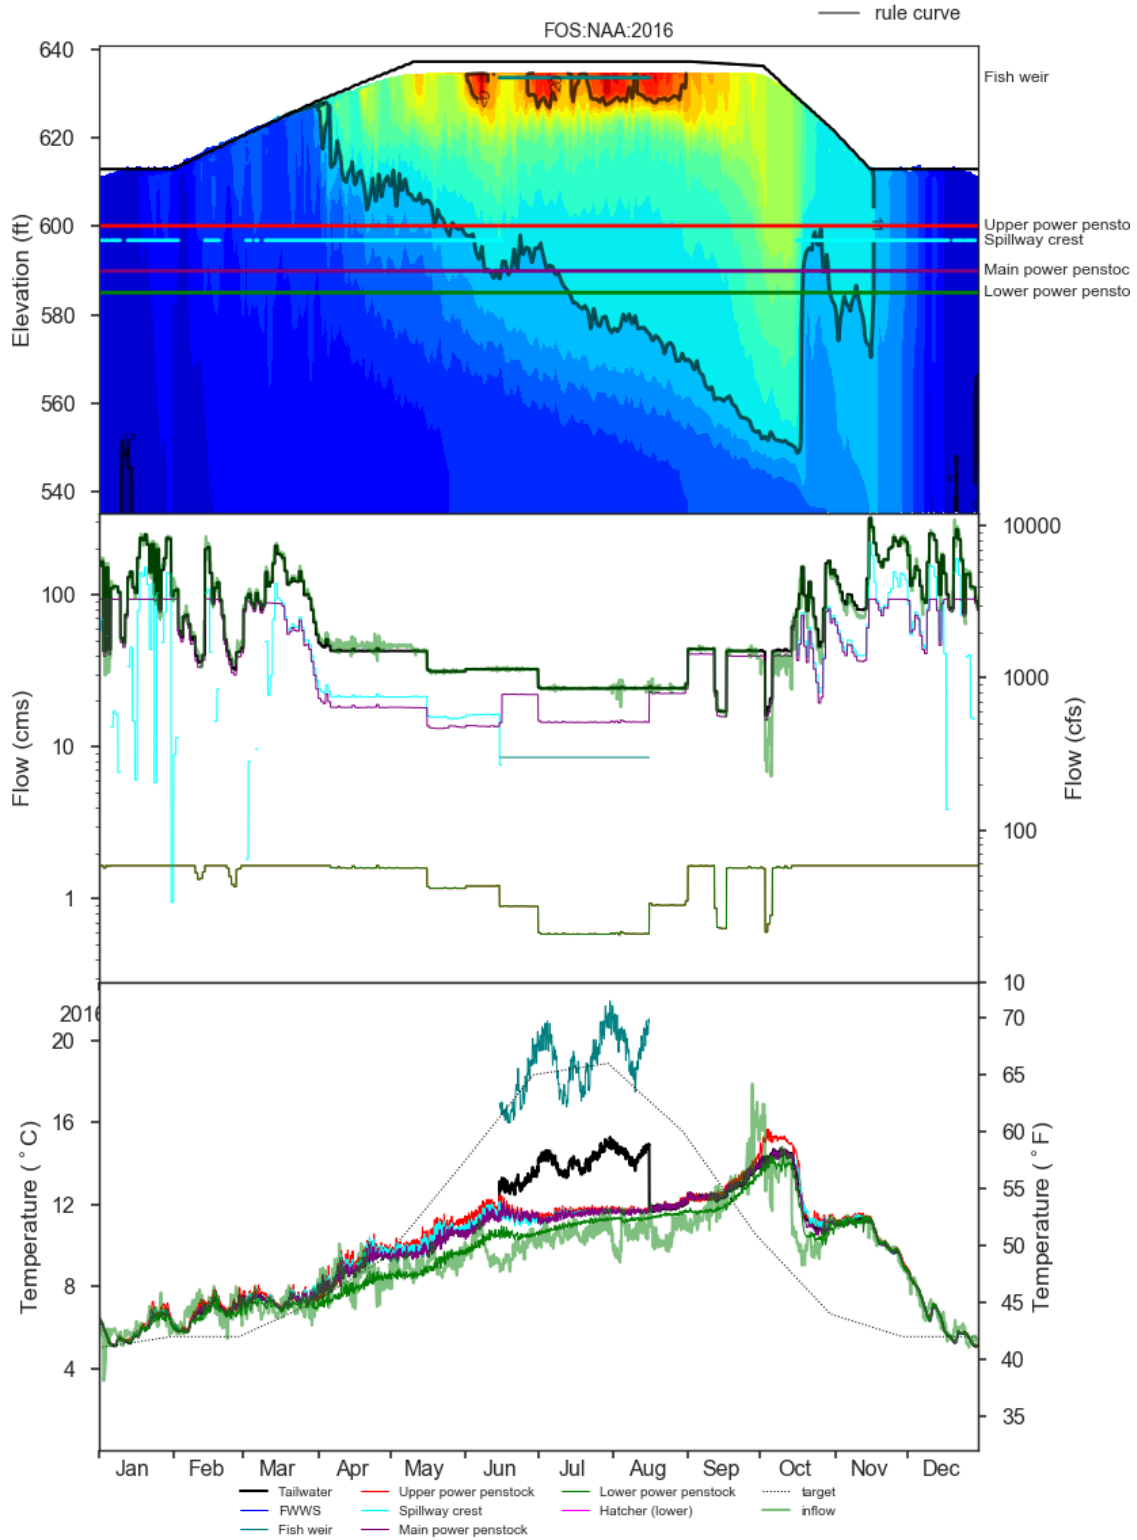 rule curve
FOS:NAA:2016
640
620
600
580
560
540
Elevation (ft)
20
20
11
Fish weir
Upper power pensto
Spillway crest
Main power penstoc
Lower power pensto
100
10
1
Flow (cms)
10000
1000
100
10
Flow (cfs)
2016
20
16
12
8
4
Temperature (°C)
70
65
60
55
50
45
40
35
Temperature (°F)
Jan Feb Mar Apr May Jun Jul Aug Sep Oct Nov Dec
Tailwater Upper power penstock Lower power penstock target
FWWS Spillway crest Hatcher (lower) inflow
Fish weir Main power penstock